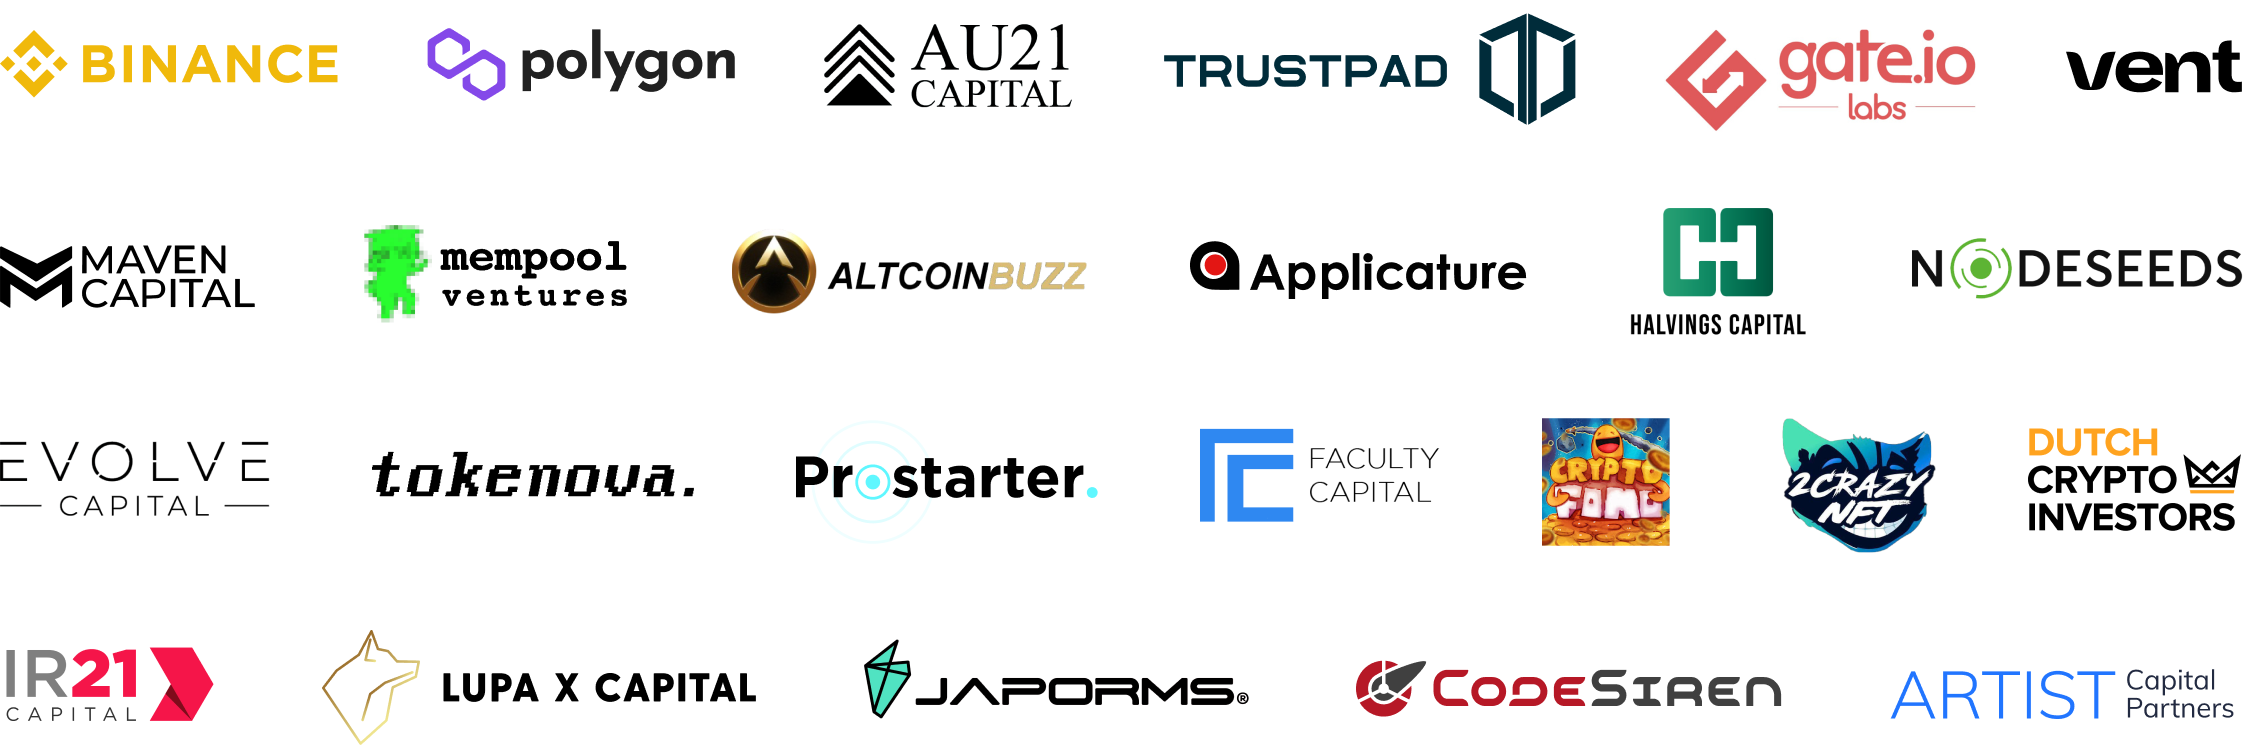 BINANCE
polygon
AU21
CAPITAL
TRUSTPAD
gate.io
labs
vent
MAVEN
CAPITAL
mempool
ventures
ALTCOINBUZZ
Applicature
HALVINGS CAPITAL
NODESEEDS
EVOLVE
CAPITAL
tokenova.
Prostarter.
FACULTY
CAPITAL
CRYPTO
GANG
2CRAZY
NFT
DUTCH
CRYPTO
INVESTORS
IR21
CAPITAL
LUPA X CAPITAL
JAPORMS®
CODESIREN
ARTIST
Capital
Partners